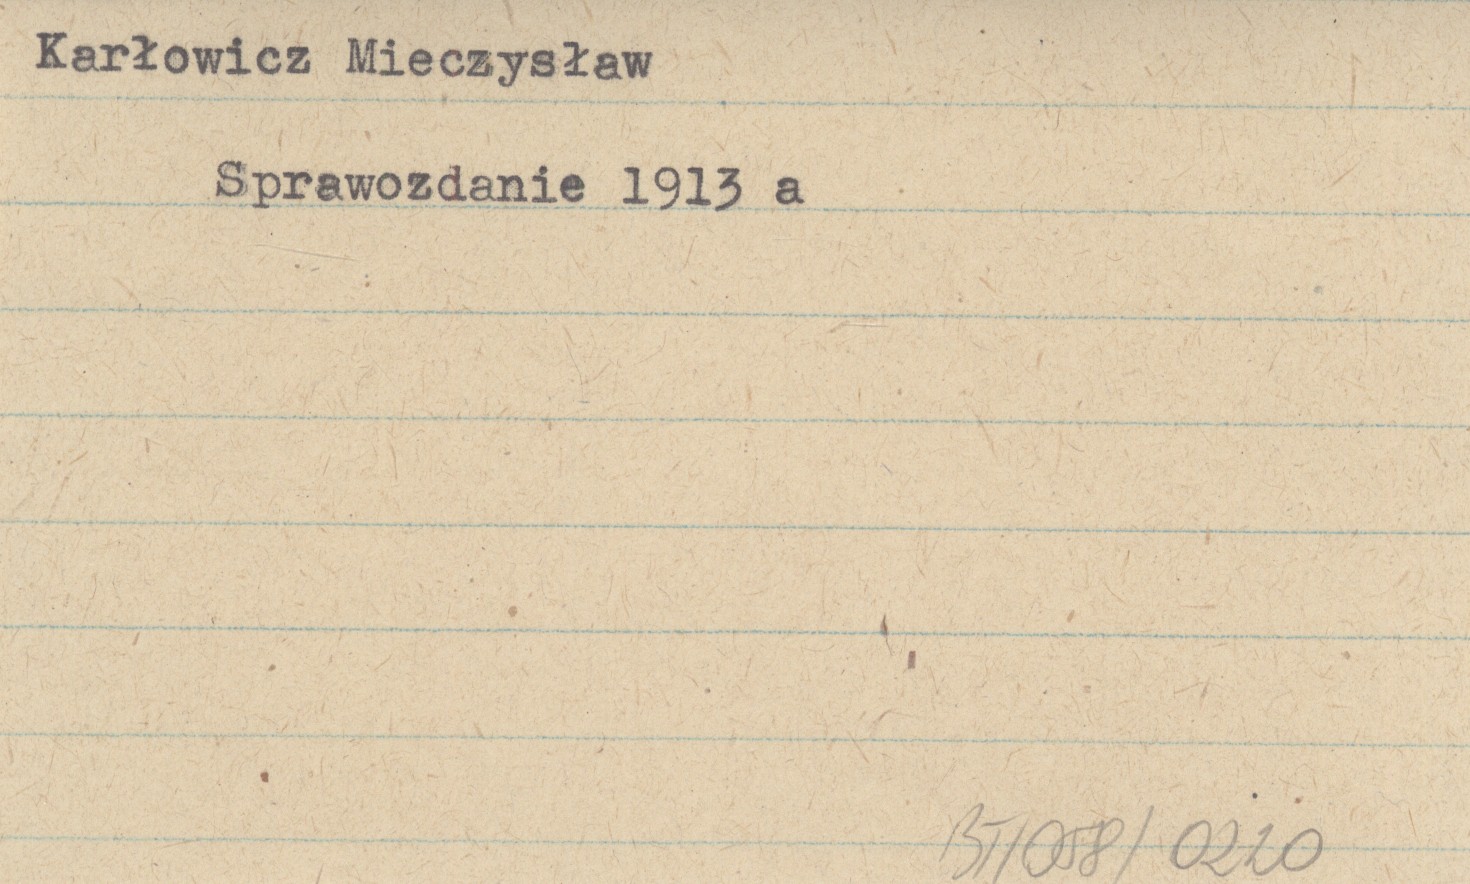 Karłowicz Mieczysław
Sprawozdanie 1913 a
BT/058/0220